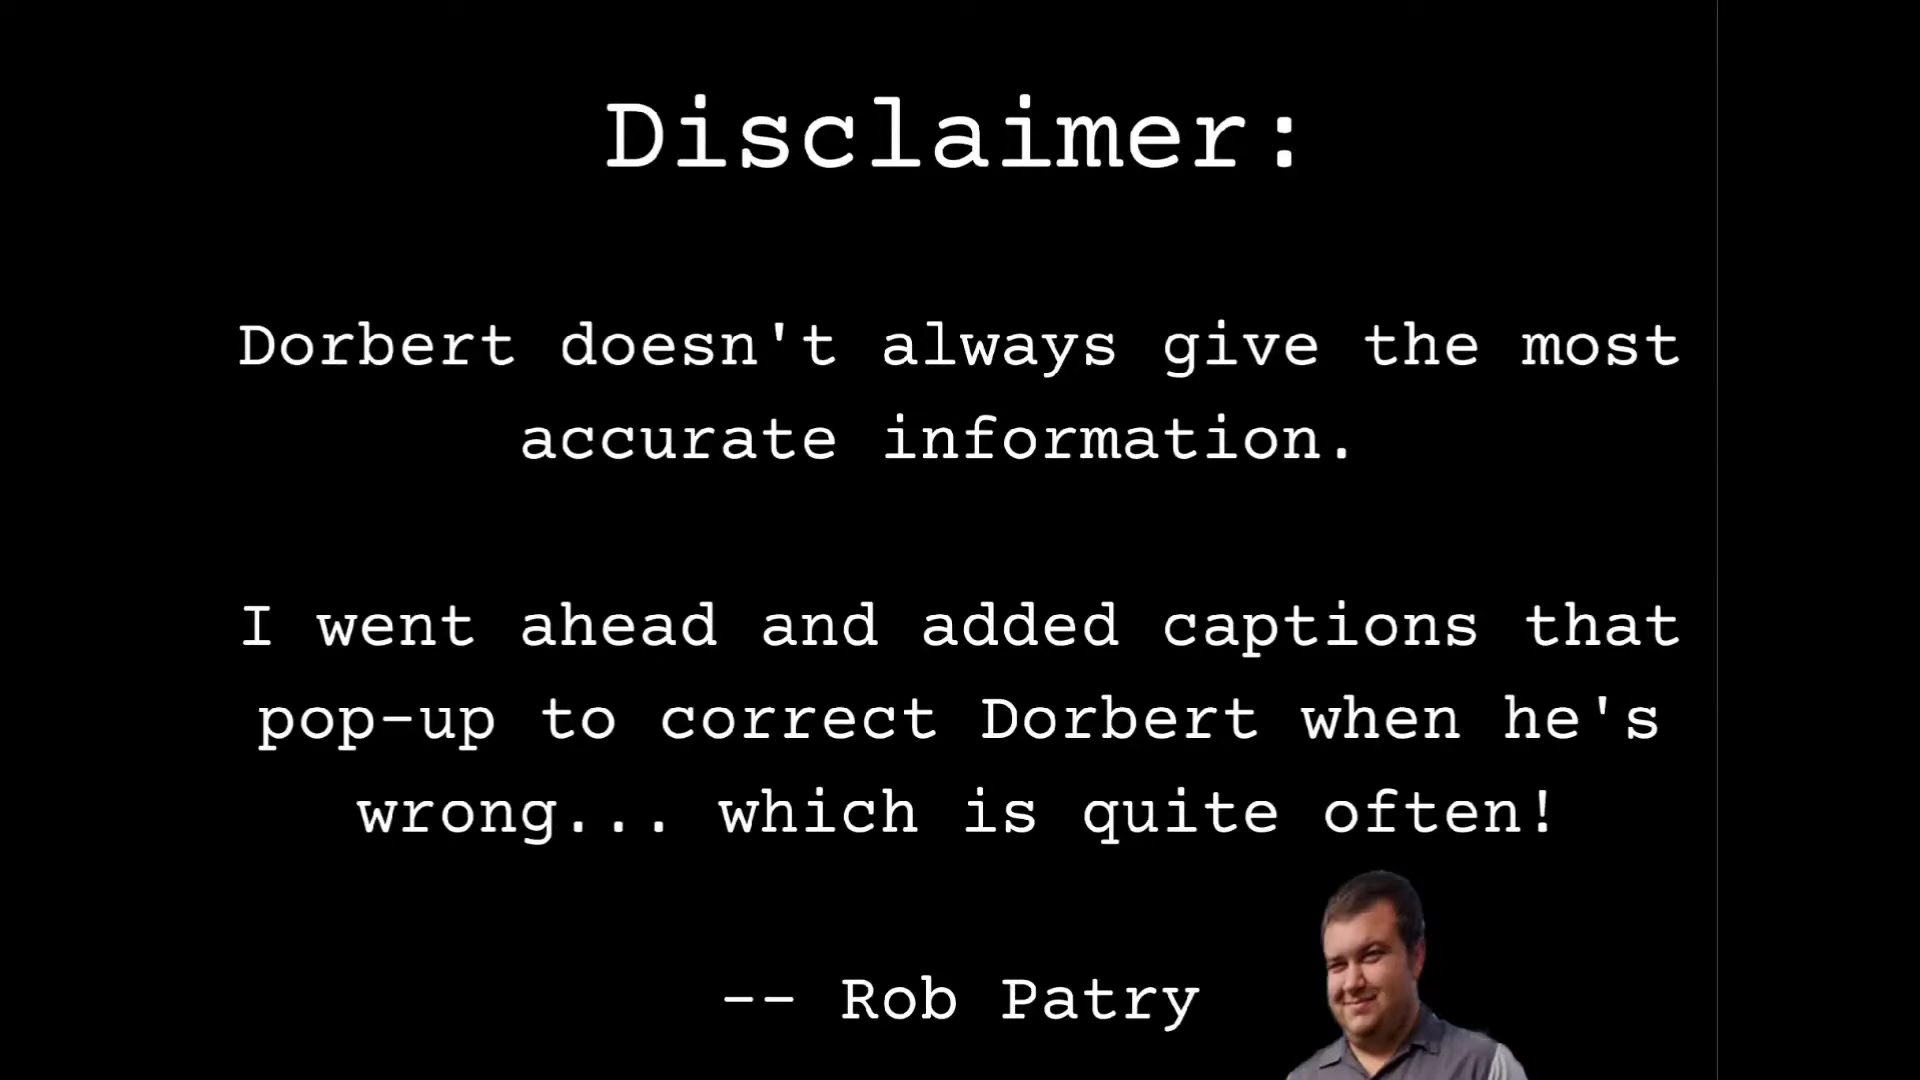 Disclaimer:
Dorbert doesn't always give the most
accurate information.
I went ahead and added captions that
pop-up to correct Dorbert when he's
wrong... which is quite often!
-- Rob Patry